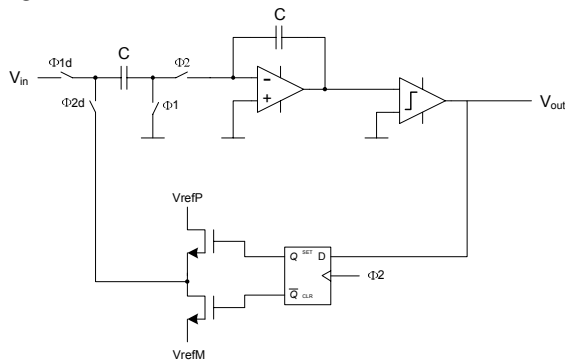 C
Φ1d
C
Φ2
Vin
Φ2d
Φ1
-
+
Vout
VrefP
Q SET D
Φ2
Q CLR
VrefM